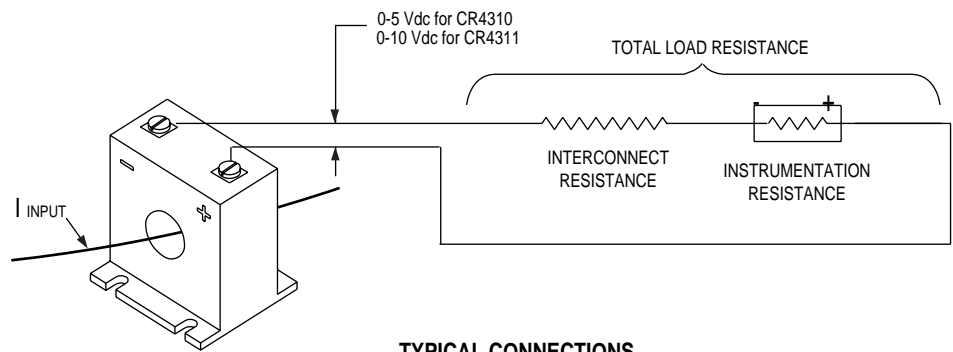 0-5 Vdc for CR4310
0-10 Vdc for CR4311
TOTAL LOAD RESISTANCE
- +
INTERCONNECT
RESISTANCE
INSTRUMENTATION
RESISTANCE
–
+
I INPUT
TYPICAL CONNECTIONS